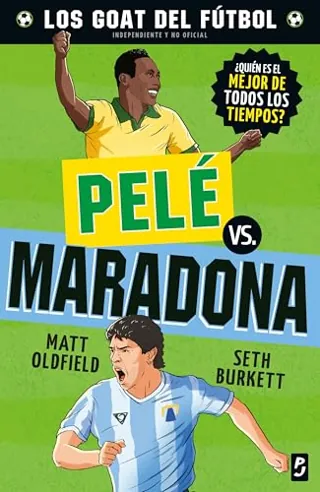 LOS GOAT DEL FÚTBOL
INDEPENDIENTE Y NO OFICIAL
¿QUIÉN ES EL
MEJOR DE
TODOS LOS
TIEMPOS?
PELÉ
VS.
MARADONA
MATT
OLDFIELD
SETH
BURKETT